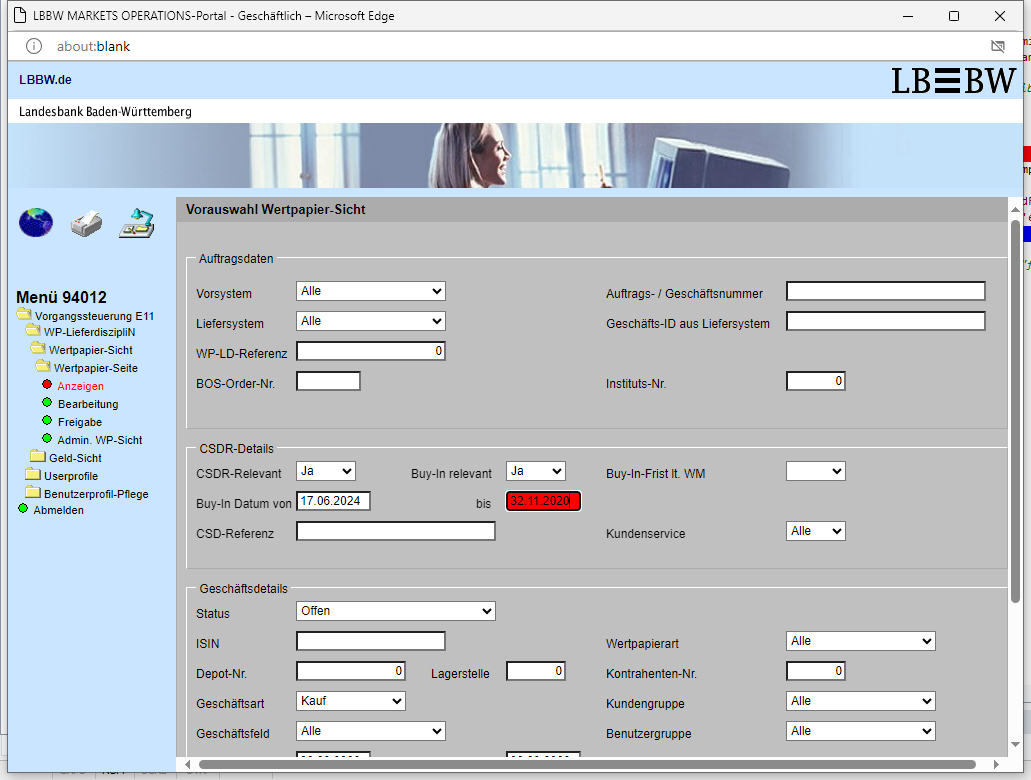 LBBW MARKETS OPERATIONS-Portal - Geschäftlich – Microsoft Edge
about:blank
LBBW.de
LBBW
Landesbank Baden-Württemberg
Vorauswahl Wertpapier-Sicht
Menü 94012
Vorgangssteuerung E11
WP-LieferdiszipliN
Wertpapier-Sicht
Wertpapier-Seite
Anzeigen
Bearbeitung
Freigabe
Admin. WP-Sicht
Geld-Sicht
Userprofile
Benutzerprofil-Pflege
Abmelden
Auftragsdaten
Vorsystem Alle Auftrags- / Geschäftsnummer
Liefersystem Alle Geschäfts-ID aus Liefersystem
WP-LD-Referenz 0
BOS-Order-Nr. Instituts-Nr. 0
CSDR-Details
CSDR-Relevant Ja Buy-In relevant Ja Buy-In-Frist lt. WM
Buy-In Datum von 17.06.2024 bis 32.11.2020
CSD-Referenz Kundenservice Alle
Geschäftsdetails
Status Offen
ISIN Wertpapierart Alle
Depot-Nr. 0 Lagerstelle 0 Kontrahenten-Nr. 0
Geschäftsart Kauf Kundengruppe Alle
Geschäftsfeld Alle Benutzergruppe Alle